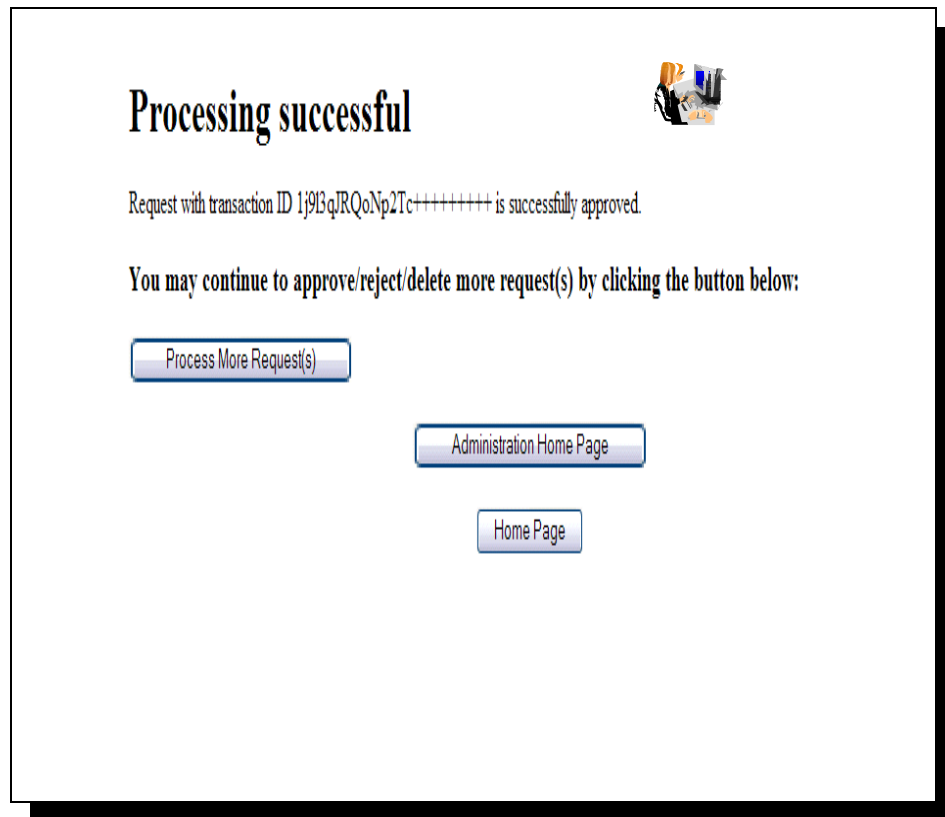 Processing successful
Request with transaction ID 1j9l3qJRQoNp2Tc+++++++++ is successfully approved.
You may continue to approve/reject/delete more request(s) by clicking the button below:
Process More Request(s)
Administration Home Page
Home Page